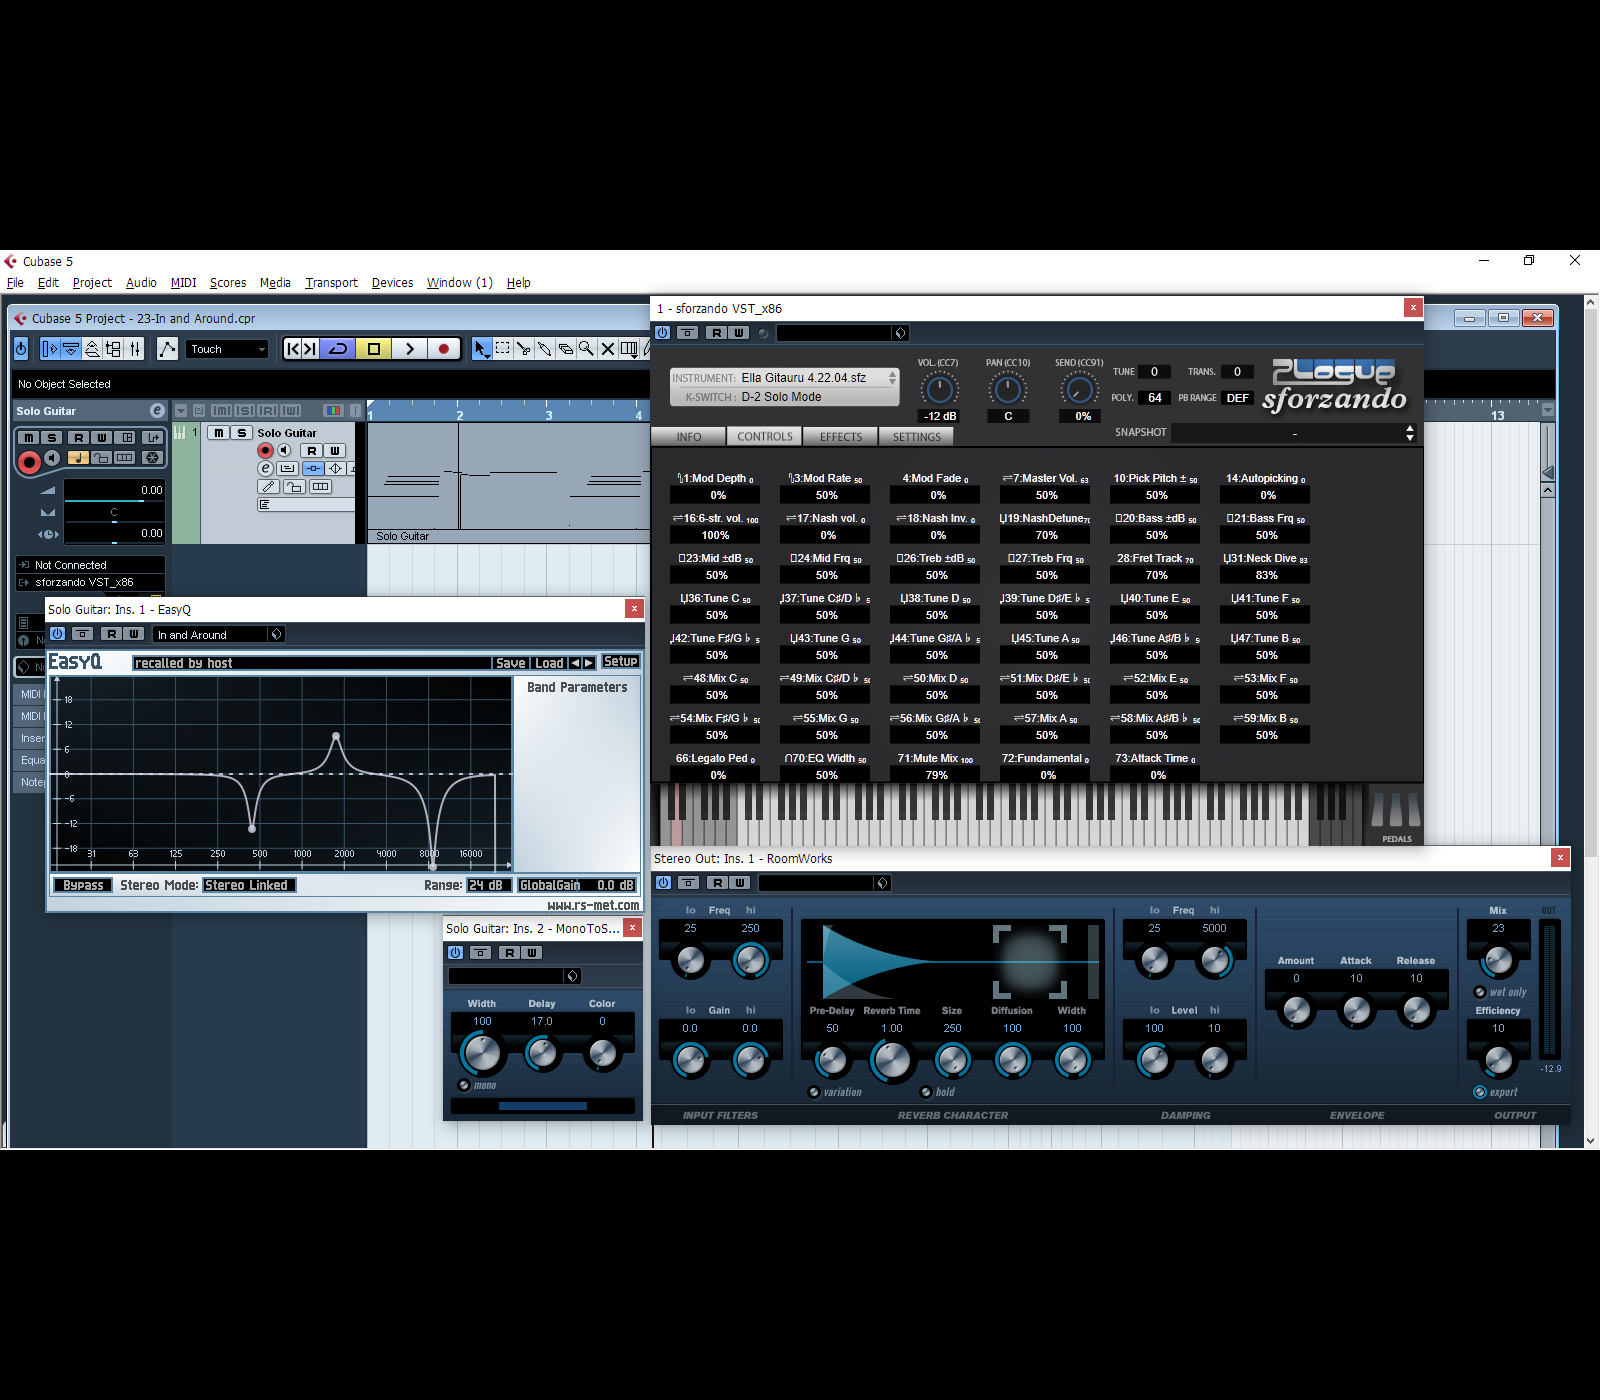 Cubase 5
File Edit Project Audio MIDI Scores Media Transport Devices Window (1) Help
Cubase 5 Project - 23-In and Around.cpr
Touch
No Object Selected
Solo Guitar
M S R W
0.00
C
0.00
Not Connected
sforzando VST_x86
MIDI
MIDI
Inser
Equa
Note
1 M S Solo Guitar
R W
1 2 3 4 13
Solo Guitar
1 - sforzando VST_x86
R W
INSTRUMENT: Ella Gitauru 4.22.04.sfz
K-SWITCH : D-2 Solo Mode
VOL. (CC7) PAN (CC10) SEND (CC91)
-12 dB C 0%
TUNE 0 TRANS. 0
POLY. 64 PB RANGE DEF
Plogue
sforzando
SNAPSHOT -
INFO CONTROLS EFFECTS SETTINGS
1:Mod Depth 0 3:Mod Rate 50 4:Mod Fade 0 ⇌7:Master Vol. 63 10:Pick Pitch ± 50 14:Autopicking 0
0% 50% 0% 50% 50% 0%
⇌16:6-str. vol. 100 ⇌17:Nash vol. 0 ⇌18:Nash Inv. 0 19:NashDetune 70 20:Bass ±dB 50 21:Bass Frq 50
100% 0% 0% 70% 50% 50%
23:Mid ±dB 50 24:Mid Frq 50 26:Treb ±dB 50 27:Treb Frq 50 28:Fret Track 70 31:Neck Dive 83
50% 50% 50% 50% 70% 83%
36:Tune C 50 37:Tune C♯/D♭ 5 38:Tune D 50 39:Tune D♯/E♭ 5 40:Tune E 50 41:Tune F 50
50% 50% 50% 50% 50% 50%
42:Tune F♯/G♭ 5 43:Tune G 50 44:Tune G♯/A♭ 5 45:Tune A 50 46:Tune A♯/B♭ 5 47:Tune B 50
50% 50% 50% 50% 50% 50%
⇌48:Mix C 50 ⇌49:Mix C♯/D♭ 50 ⇌50:Mix D 50 ⇌51:Mix D♯/E♭ 50 ⇌52:Mix E 50 ⇌53:Mix F 50
50% 50% 50% 50% 50% 50%
⇌54:Mix F♯/G♭ 50 ⇌55:Mix G 50 ⇌56:Mix G♯/A♭ 50 ⇌57:Mix A 50 ⇌58:Mix A♯/B♭ 50 ⇌59:Mix B 50
50% 50% 50% 50% 50% 50%
66:Legato Ped 0 ∩70:EQ Width 50 71:Mute Mix 100 72:Fundamental 0 73:Attack Time 0
0% 50% 79% 0% 0%
PEDALS
Solo Guitar: Ins. 1 - EasyQ
R W In and Around
EasyQ recalled by host Save Load Setup
Band Parameters
18
12
6
0
-6
-12
-18
31 63 125 250 500 1000 2000 4000 8000 16000
Bypass Stereo Mode: Stereo Linked Range: 24 dB GlobalGain 0.0 dB
www.rs-met.com
Solo Guitar: Ins. 2 - MonoToS...
R W
Width Delay Color
100 17.0 0
mono
Stereo Out: Ins. 1 - RoomWorks
R W
lo Freq hi
25 250
lo Gain hi
0.0 0.0
INPUT FILTERS
Pre-Delay Reverb Time Size Diffusion Width
50 1.00 250 100 100
variation hold
REVERB CHARACTER
lo Freq hi
25 5000
lo Level hi
100 10
DAMPING
Amount Attack Release
0 10 10
ENVELOPE
Mix OUT
23
wet only
Efficiency
10
-12.9
export
OUTPUT